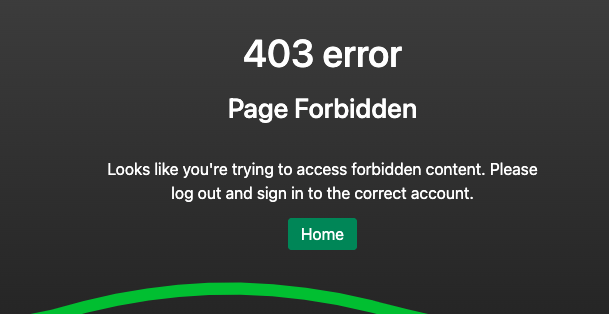 403 error
Page Forbidden
Looks like you're trying to access forbidden content. Please
log out and sign in to the correct account.
Home